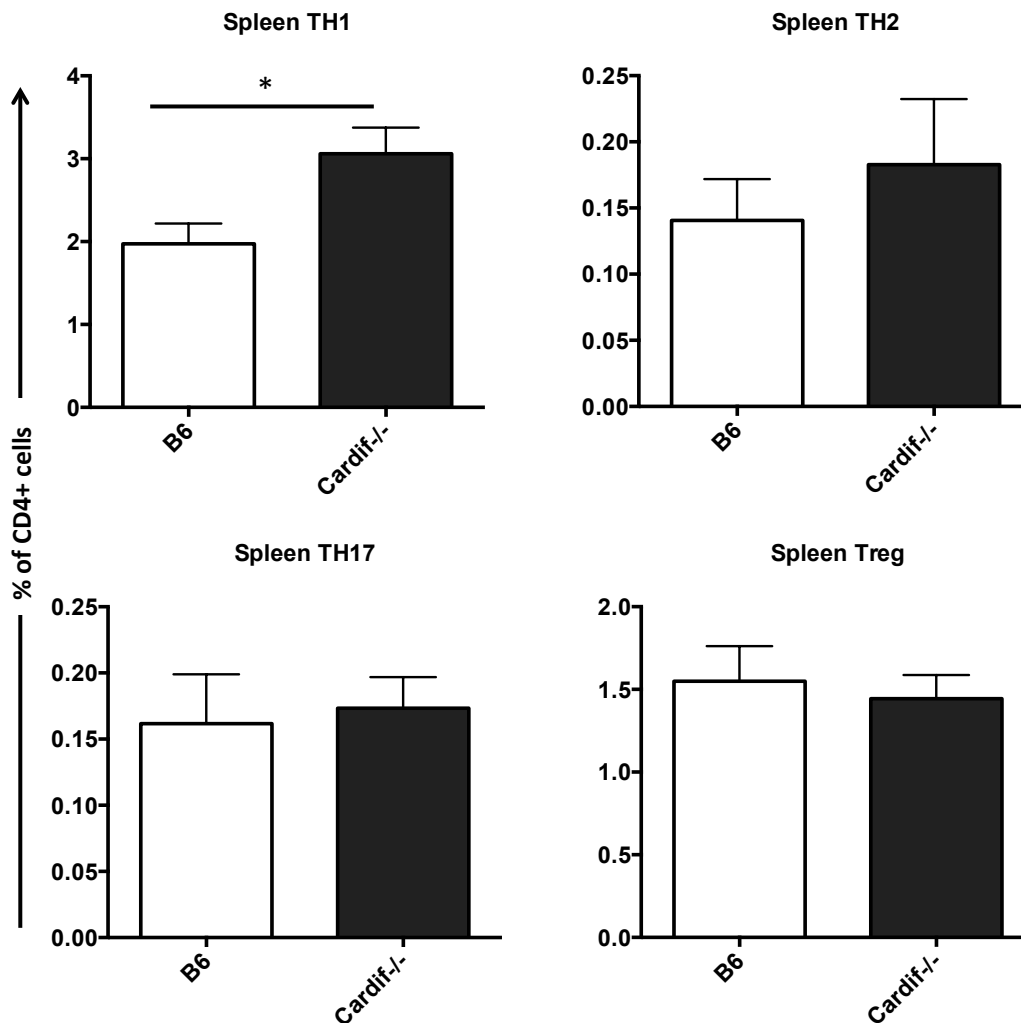 Spleen TH1
*
4
3
2
1
0
B6
Cardif-/-
Spleen TH2
0.25
0.20
0.15
0.10
0.05
0.00
B6
Cardif-/-
% of CD4+ cells
Spleen TH17
0.25
0.20
0.15
0.10
0.05
0.00
B6
Cardif-/-
Spleen Treg
2.0
1.5
1.0
0.5
0.0
B6
Cardif-/-